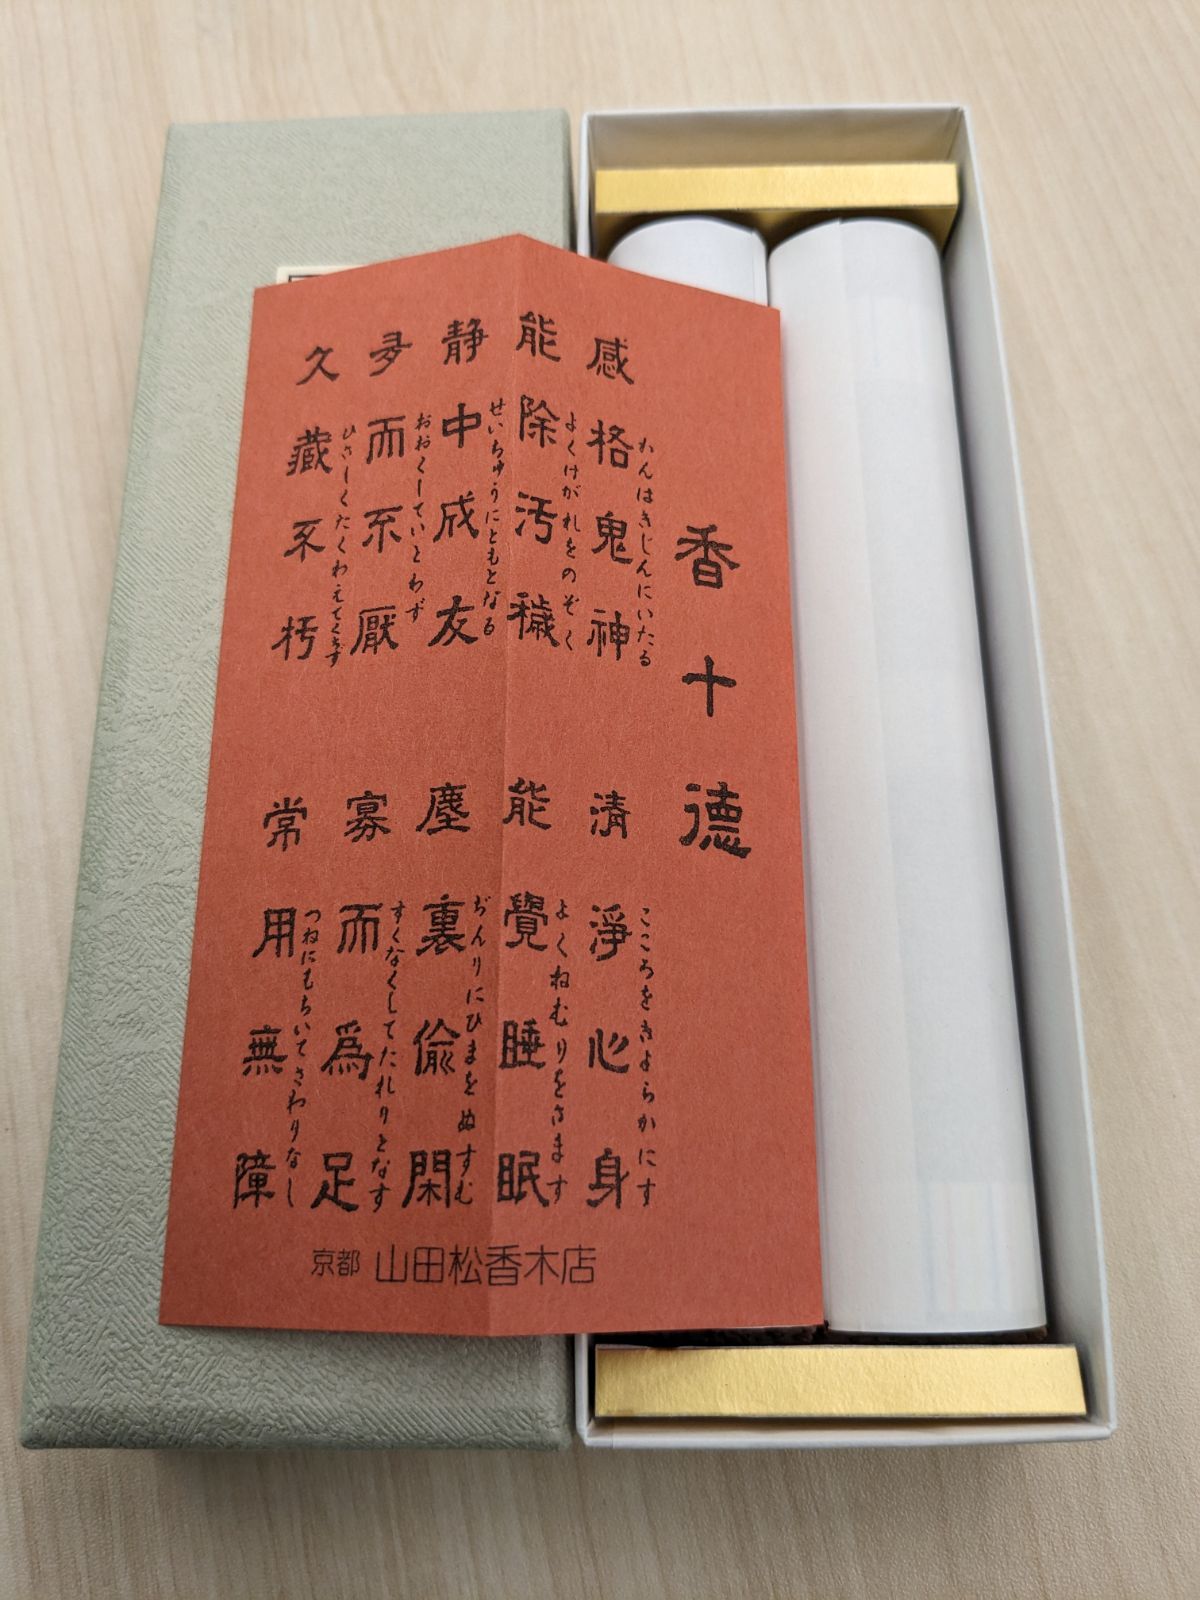 香十德
感格鬼神
かんはきじんにいたる
清淨心身
こころをきよらかにす
能除汚穢
よくけがれをのぞく
能覺睡眠
よくねむりをさます
静中成友
せいちゅうにともとなる
塵裏偸閑
ぢんりにひまをぬすむ
多而不厭
おおくしていとわず
寡而為足
すくなくしてたれりとなす
久蔵不朽
ひさしくたくわえてくちず
常用無障
つねにもちいてさわりなし
京都 山田松香木店